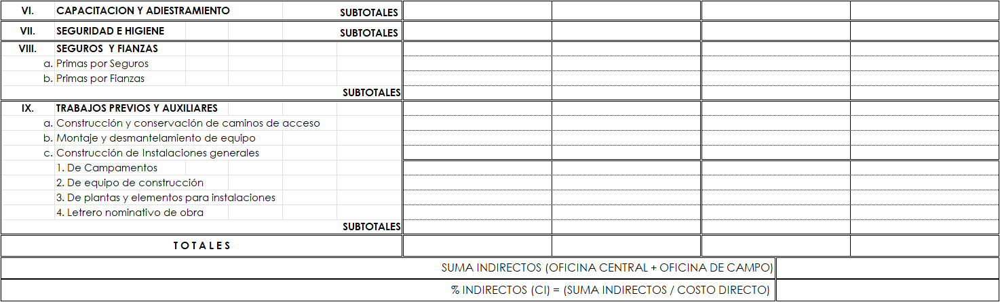 VI. CAPACITACION Y ADIESTRAMIENTO SUBTOTALES
VII. SEGURIDAD E HIGIENE SUBTOTALES
VIII. SEGUROS Y FIANZAS
a. Primas por Seguros
b. Primas por Fianzas
SUBTOTALES
IX. TRABAJOS PREVIOS Y AUXILIARES
a. Construcción y conservación de caminos de acceso
b. Montaje y desmantelamiento de equipo
c. Construcción de Instalaciones generales
1. De Campamentos
2. De equipo de construcción
3. De plantas y elementos para instalaciones
4. Letrero nominativo de obra
SUBTOTALES
T O T A L E S
SUMA INDIRECTOS (OFICINA CENTRAL + OFICINA DE CAMPO)
% INDIRECTOS (CI) = (SUMA INDIRECTOS / COSTO DIRECTO)